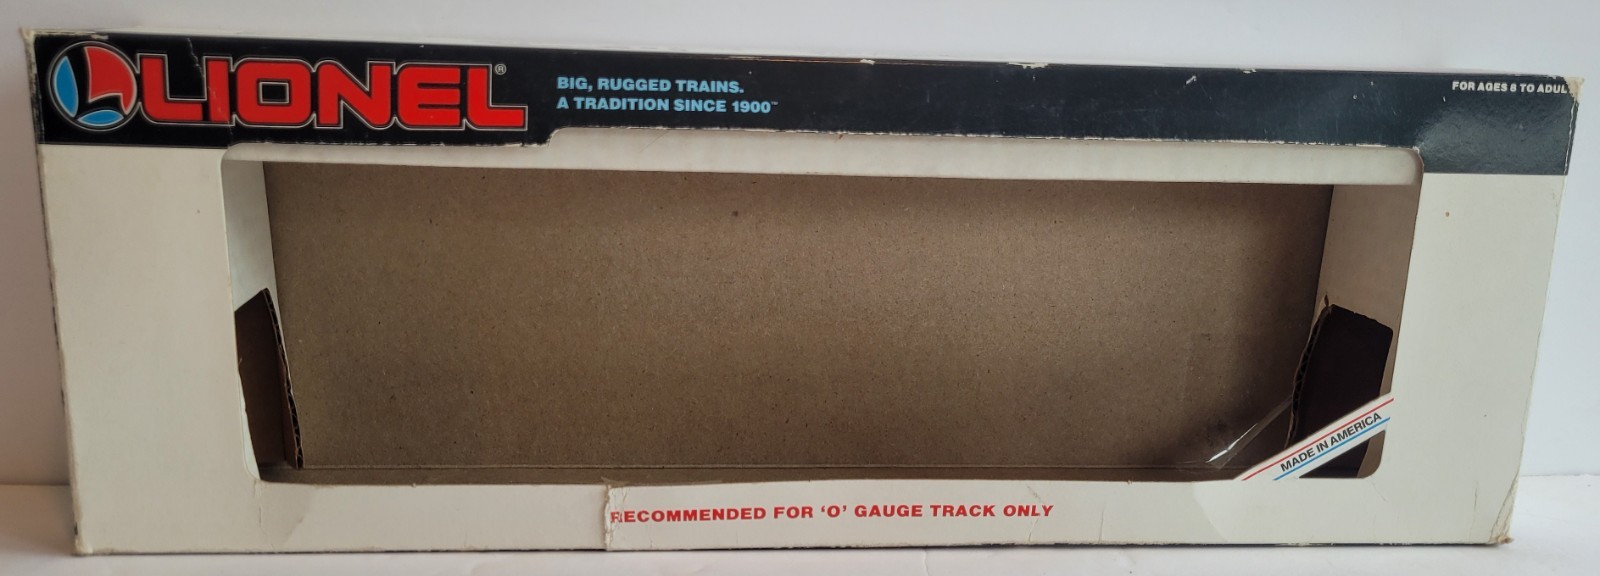 LIONEL®
BIG, RUGGED TRAINS.
A TRADITION SINCE 1900™
FOR AGES 8 TO ADUL
MADE IN AMERICA
RECOMMENDED FOR 'O' GAUGE TRACK ONLY